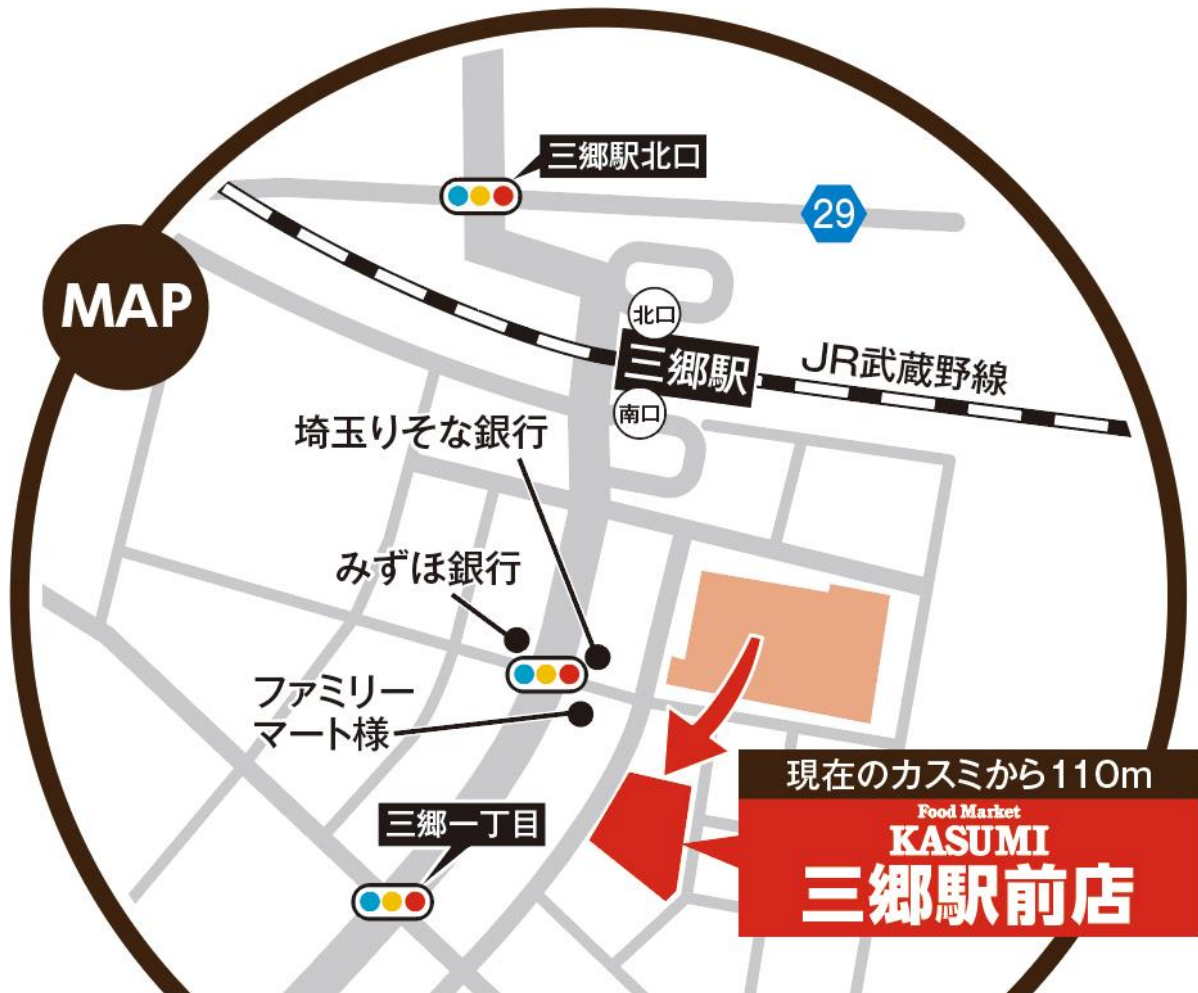 三郷駅北口
29
MAP
北口
三郷駅
JR武蔵野線
南口
埼玉りそな銀行
みずほ銀行
ファミリー
マート様
現在のカスミから110m
Food Market
KASUMI
三郷駅前店
三郷一丁目